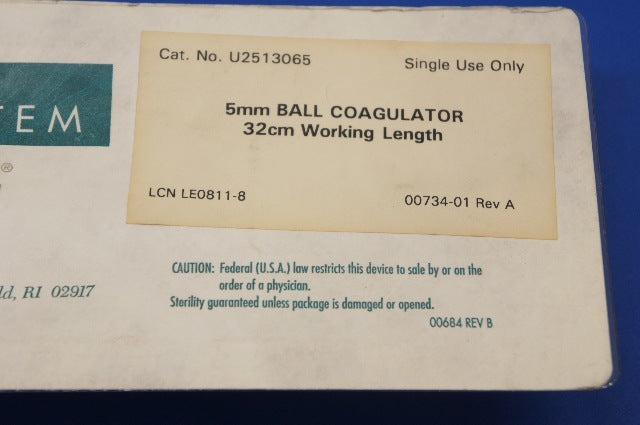 Cat. No. U2513065
Single Use Only
5mm BALL COAGULATOR
32cm Working Length
LCN LE0811-8
00734-01 Rev A
TEM
®
ld, RI 02917
CAUTION: Federal (U.S.A.) law restricts this device to sale by or on the
order of a physician.
Sterility guaranteed unless package is damaged or opened.
00684 REV B